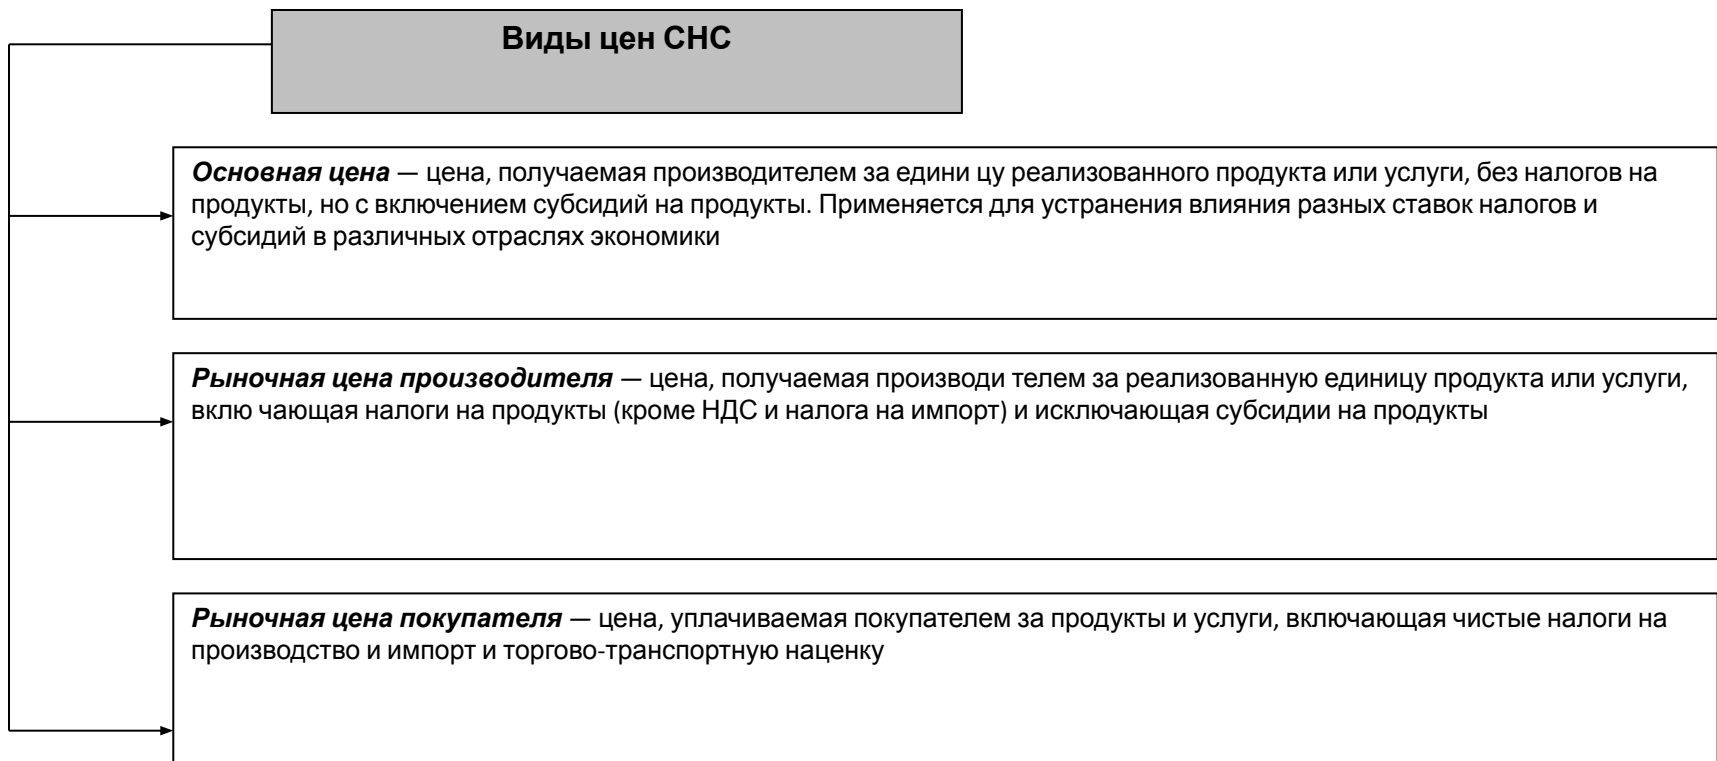 Виды цен СНС
Основная цена — цена, получаемая производителем за едини цу реализованного продукта или услуги, без налогов на
продукты, но с включением субсидий на продукты. Применяется для устранения влияния разных ставок налогов и
субсидий в различных отраслях экономики
Рыночная цена производителя — цена, получаемая производи телем за реализованную единицу продукта или услуги,
вклю чающая налоги на продукты (кроме НДС и налога на импорт) и исключающая субсидии на продукты
Рыночная цена покупателя — цена, уплачиваемая покупателем за продукты и услуги, включающая чистые налоги на
производство и импорт и торгово-транспортную наценку